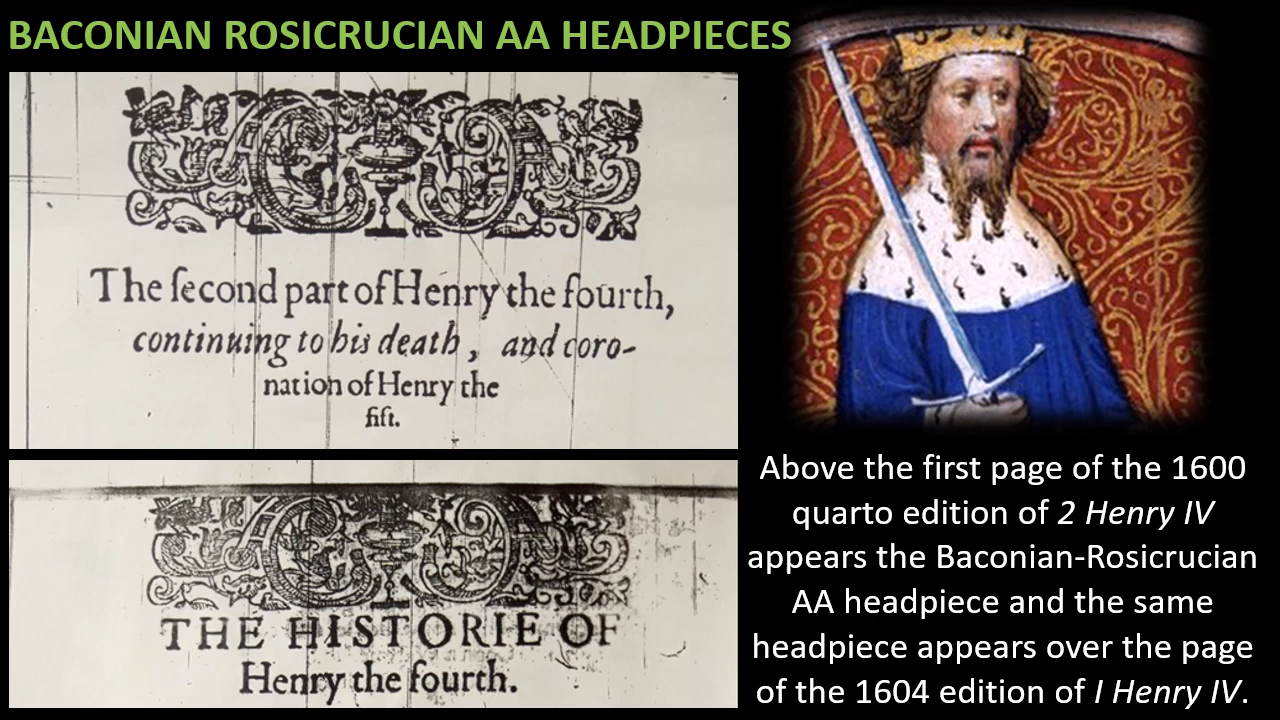 BACONIAN ROSICRUCIAN AA HEADPIECES
The ſecond part of Henry the fourth,
continuing to his death, and coro-
nation of Henry the
fift.
THE HISTORIE OF
Henry the fourth.
Above the first page of the 1600
quarto edition of 2 Henry IV
appears the Baconian-Rosicrucian
AA headpiece and the same
headpiece appears over the page
of the 1604 edition of I Henry IV.